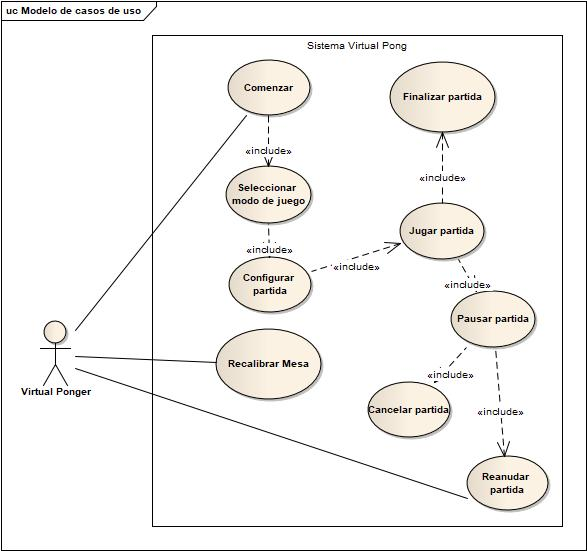 uc Modelo de casos de uso
Sistema Virtual Pong
Comenzar
Finalizar partida
«include»
«include»
Seleccionar
modo de juego
Jugar partida
«include»
«include»
Configurar
partida
«include»
Pausar partida
Virtual Ponger
Recalibrar Mesa
«include»
Cancelar partida
«include»
Reanudar
partida